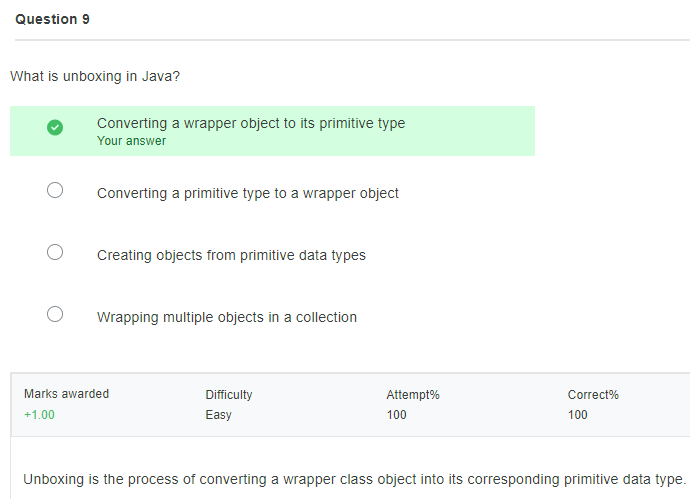 Question 9
What is unboxing in Java?
Converting a wrapper object to its primitive type
Your answer
Converting a primitive type to a wrapper object
Creating objects from primitive data types
Wrapping multiple objects in a collection
Marks awarded Difficulty Attempt% Correct%
+1.00 Easy 100 100
Unboxing is the process of converting a wrapper class object into its corresponding primitive data type.